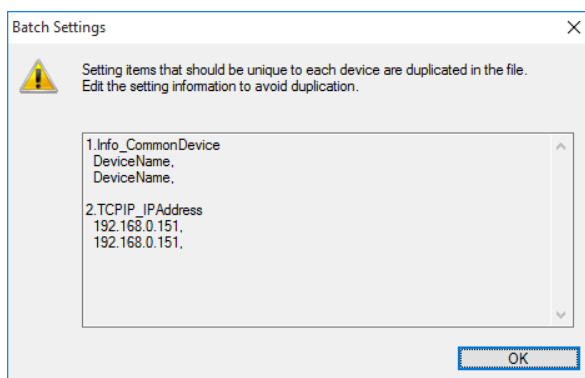 Batch Settings
Setting items that should be unique to each device are duplicated in the file.
Edit the setting information to avoid duplication.
1.Info_CommonDevice
DeviceName,
DeviceName,
2.TCPIP_IPAddress
192.168.0.151,
192.168.0.151,
OK